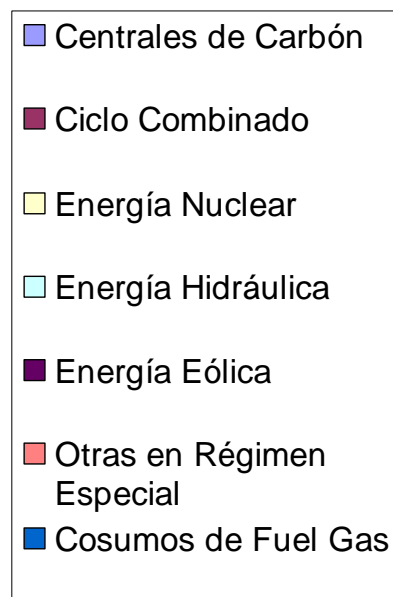 Centrales de Carbón
Ciclo Combinado
Energía Nuclear
Energía Hidráulica
Energía Eólica
Otras en Régimen
Especial
Cosumos de Fuel Gas